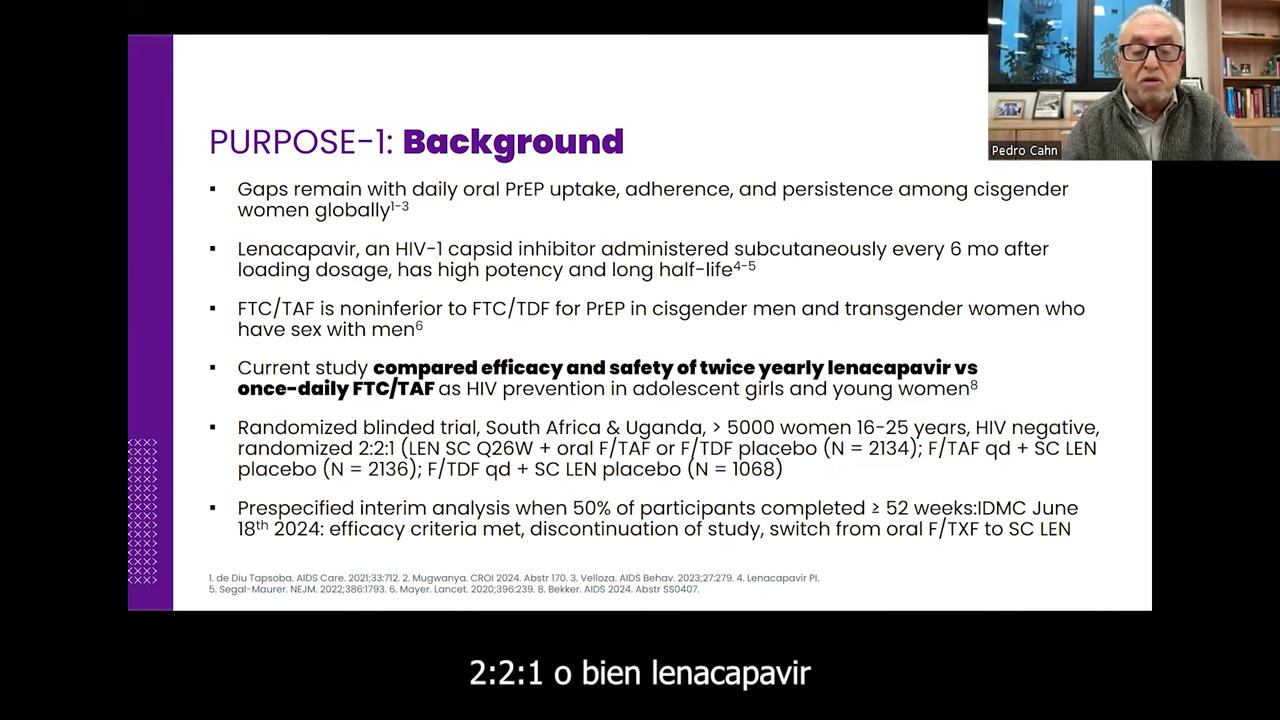 PURPOSE-1: Background
▪ Gaps remain with daily oral PrEP uptake, adherence, and persistence among cisgender
women globally¹⁻³
▪ Lenacapavir, an HIV-1 capsid inhibitor administered subcutaneously every 6 mo after
loading dosage, has high potency and long half-life⁴⁻⁵
▪ FTC/TAF is noninferior to FTC/TDF for PrEP in cisgender men and transgender women who
have sex with men⁶
▪ Current study compared efficacy and safety of twice yearly lenacapavir vs
once-daily FTC/TAF as HIV prevention in adolescent girls and young women⁸
▪ Randomized blinded trial, South Africa & Uganda, > 5000 women 16-25 years, HIV negative,
randomized 2:2:1 (LEN SC Q26W + oral F/TAF or F/TDF placebo (N = 2134); F/TAF qd + SC LEN
placebo (N = 2136); F/TDF qd + SC LEN placebo (N = 1068)
▪ Prespecified interim analysis when 50% of participants completed ≥ 52 weeks:IDMC June
18ᵗʰ 2024: efficacy criteria met, discontinuation of study, switch from oral F/TXF to SC LEN
1. de Diu Tapsoba. AIDS Care. 2021;33:712. 2. Mugwanya. CROI 2024. Abstr 170. 3. Velloza. AIDS Behav. 2023;27:279. 4. Lenacapavir PI.
5. Segal-Maurer. NEJM. 2022;386:1793. 6. Mayer. Lancet. 2020;396:239. 8. Bekker. AIDS 2024. Abstr SS0407.
Pedro Cahn
2:2:1 o bien lenacapavir